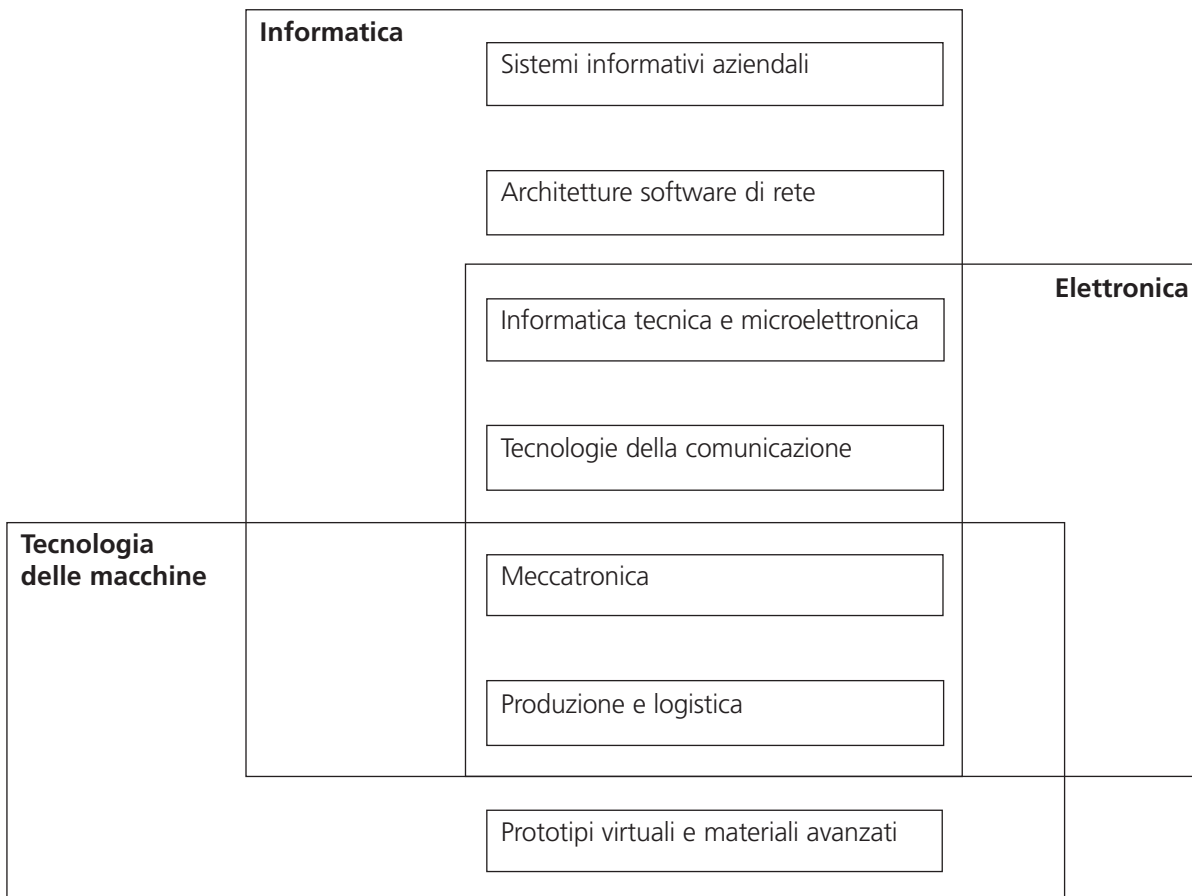 Informatica
Sistemi informativi aziendali
Architetture software di rete
Elettronica
Informatica tecnica e microelettronica
Tecnologie della comunicazione
Tecnologia
delle macchine
Meccatronica
Produzione e logistica
Prototipi virtuali e materiali avanzati